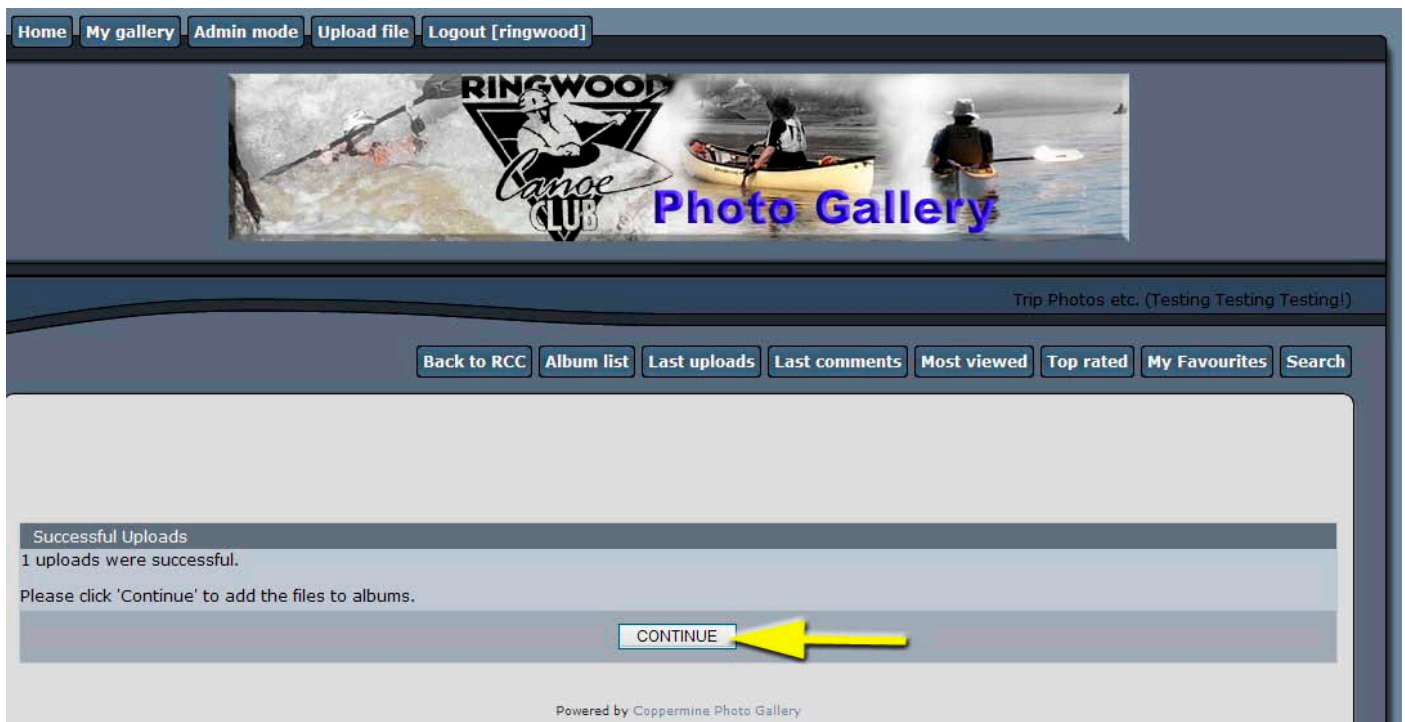 Home My gallery Admin mode Upload file Logout [ringwood]
RINGWOOD
Canoe
CLUB
Photo Gallery
Trip Photos etc. (Testing Testing Testing!)
Back to RCC Album list Last uploads Last comments Most viewed Top rated My Favourites Search
Successful Uploads
1 uploads were successful.
Please click 'Continue' to add the files to albums.
CONTINUE
Powered by Coppermine Photo Gallery